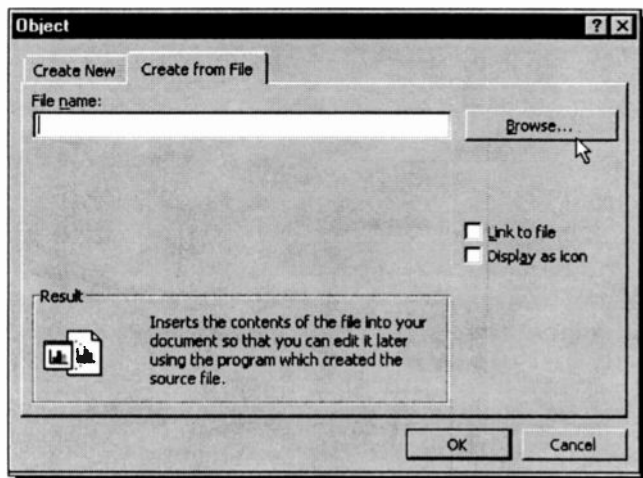 Object
Create New
Create from File
File name:
Browse...
Link to file
Display as icon
Result
Inserts the contents of the file into your
document so that you can edit it later
using the program which created the
source file.
OK
Cancel